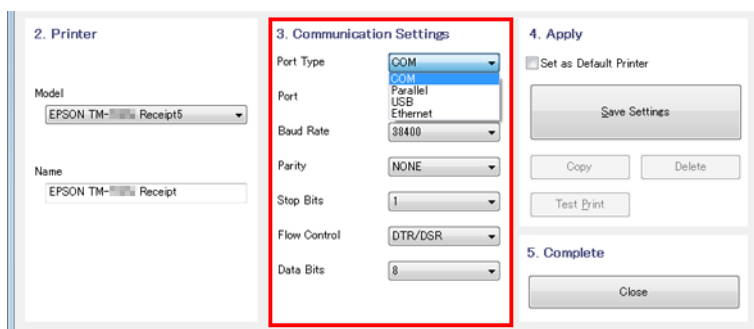 2. Printer
Model
EPSON TM- Receipt5
Name
EPSON TM- Receipt
3. Communication Settings
Port Type
COM
COM
Parallel
USB
Ethernet
Port
Baud Rate
38400
Parity
NONE
Stop Bits
1
Flow Control
DTR/DSR
Data Bits
8
4. Apply
Set as Default Printer
Save Settings
Copy
Delete
Test Print
5. Complete
Close